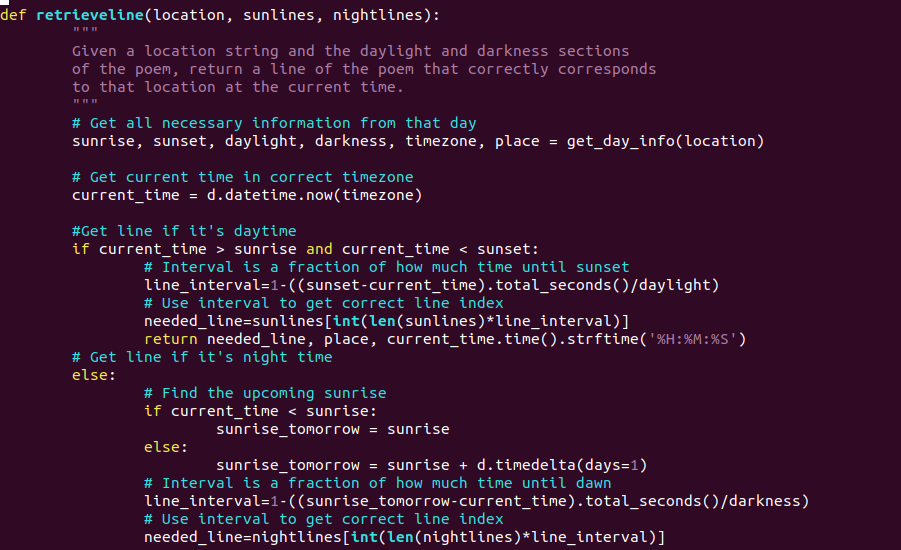 def retrieveline(location, sunlines, nightlines):
        """
        Given a location string and the daylight and darkness sections
        of the poem, return a line of the poem that correctly corresponds
        to that location at the current time.
        """
        # Get all necessary information from that day
        sunrise, sunset, daylight, darkness, timezone, place = get_day_info(location)

        # Get current time in correct timezone
        current_time = d.datetime.now(timezone)

        #Get line if it's daytime
        if current_time > sunrise and current_time < sunset:
                # Interval is a fraction of how much time until sunset
                line_interval=1-((sunset-current_time).total_seconds()/daylight)
                # Use interval to get correct line index
                needed_line=sunlines[int(len(sunlines)*line_interval)]
                return needed_line, place, current_time.time().strftime('%H:%M:%S')
        # Get line if it's night time
        else:
                # Find the upcoming sunrise
                if current_time < sunrise:
                        sunrise_tomorrow = sunrise
                else:
                        sunrise_tomorrow = sunrise + d.timedelta(days=1)
                # Interval is a fraction of how much time until dawn
                line_interval=1-((sunrise_tomorrow-current_time).total_seconds()/darkness)
                # Use interval to get correct line index
                needed_line=nightlines[int(len(nightlines)*line_interval)]